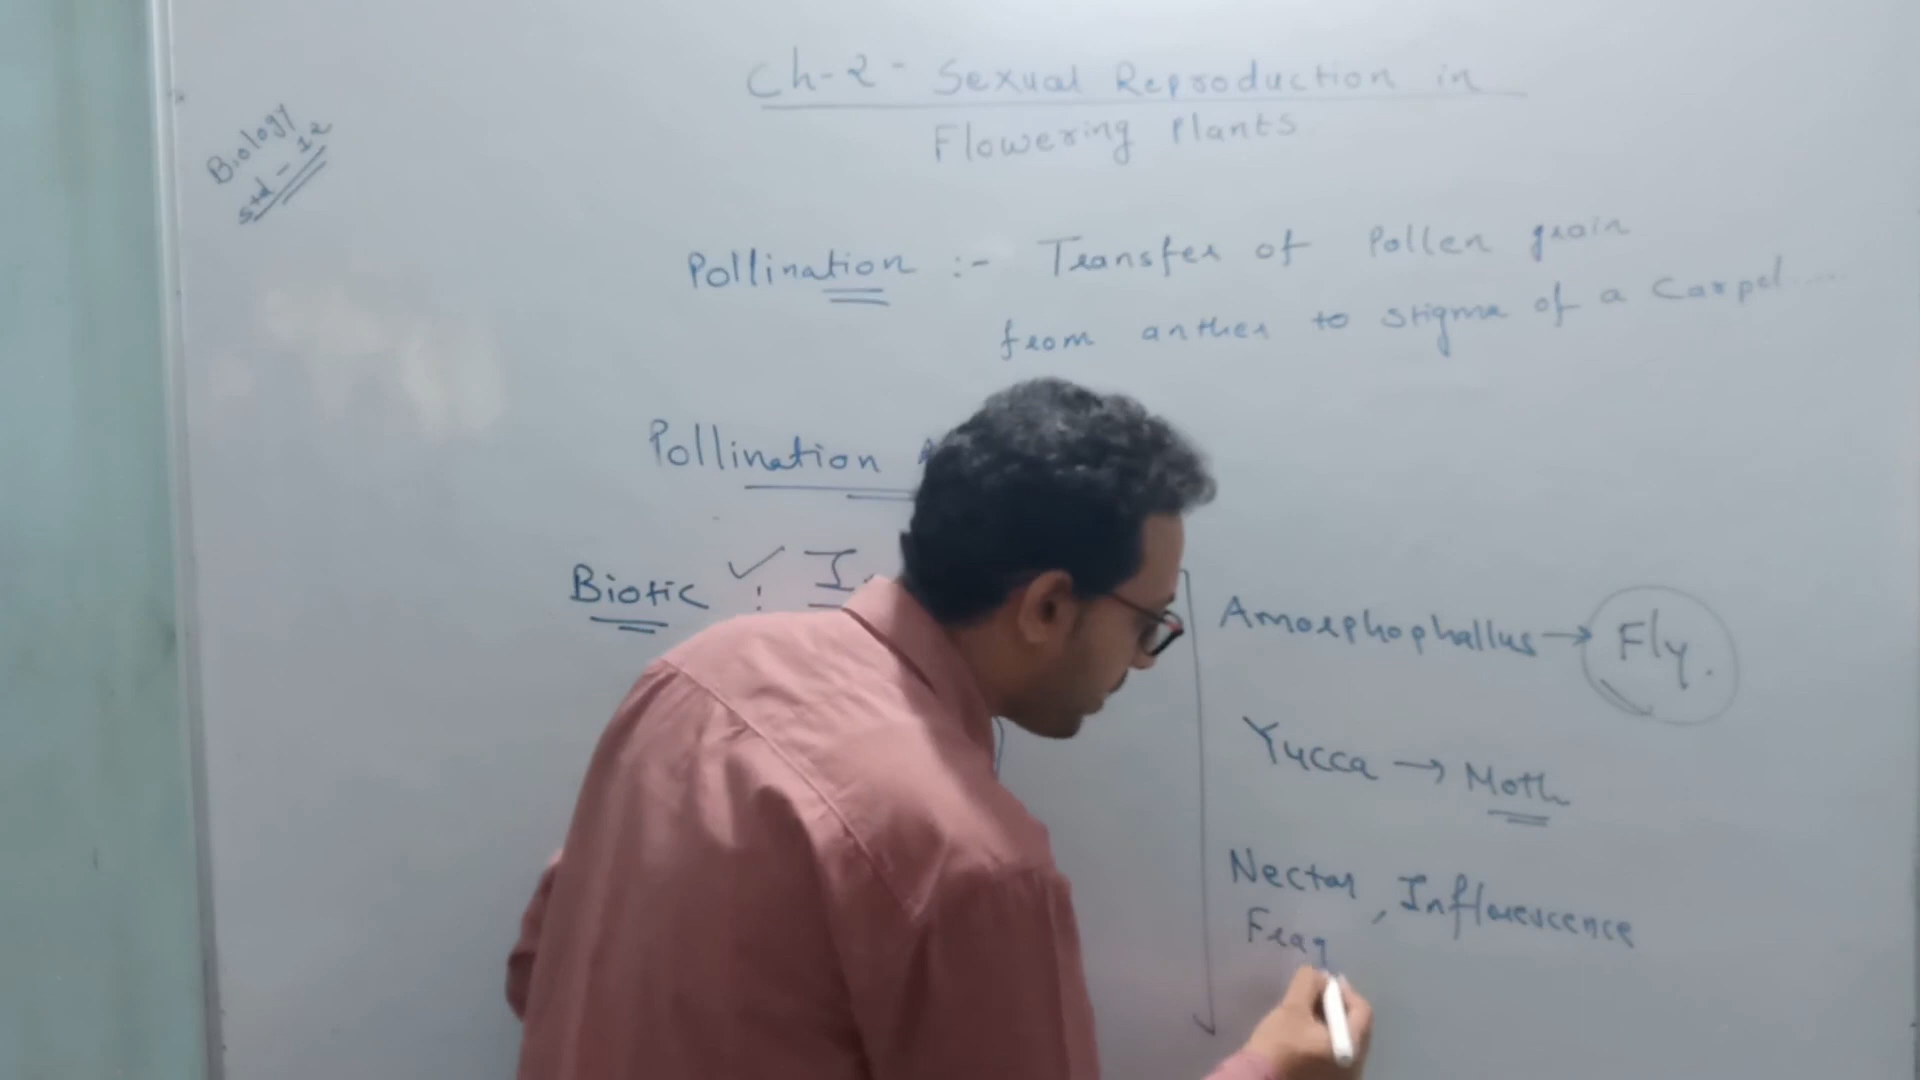 Biology
Std - 12
Ch-2 - Sexual Reproduction in
Flowering Plants
Pollination :- Transfer of Pollen grain
from anther to stigma of a Carpel....
Pollination
Biotic :
Amorphophallus → Fly.
Yucca → Moth
Nectar, Inflorescence
Frag